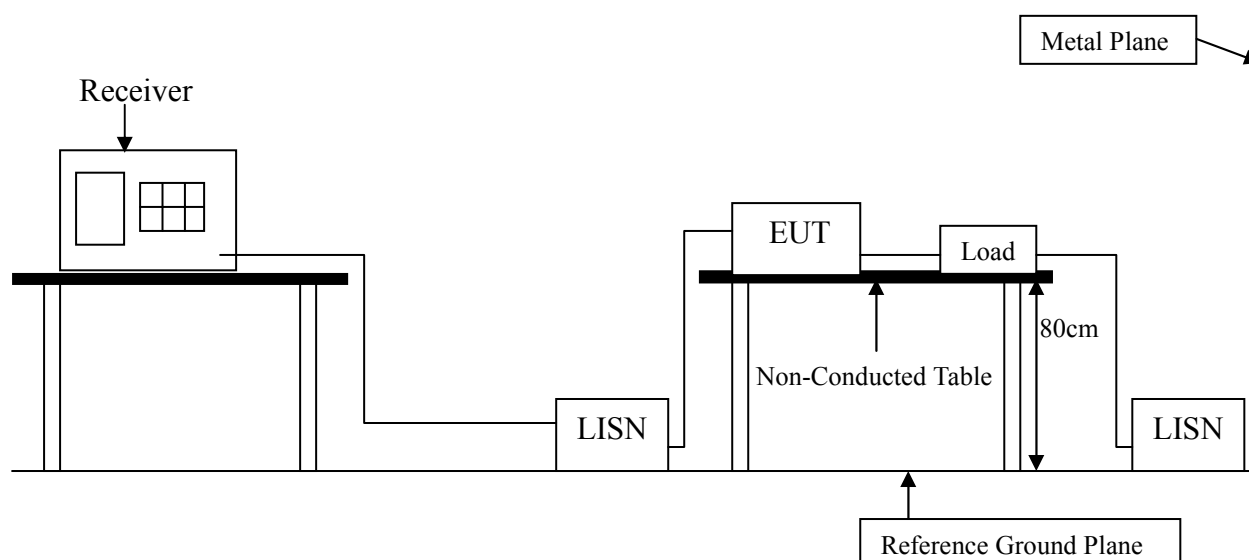 Metal Plane
Receiver
EUT
Load
80cm
Non-Conducted Table
LISN
LISN
Reference Ground Plane